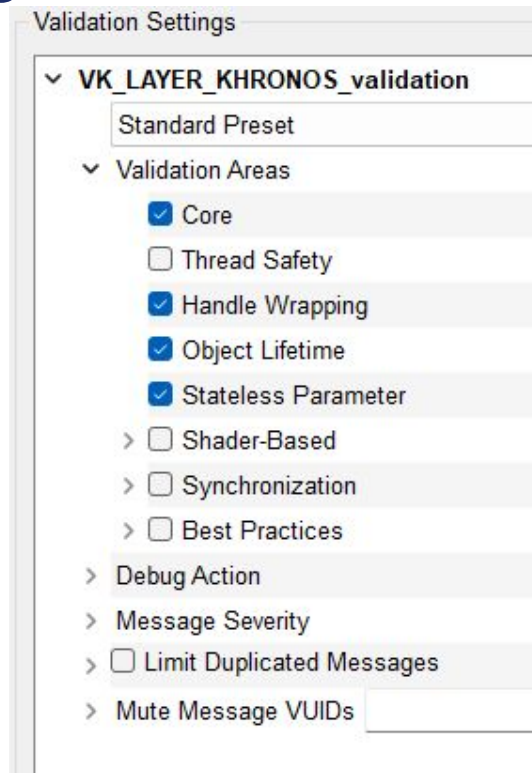 Validation Settings
VK_LAYER_KHRONOS_validation
Standard Preset
Validation Areas
Core
Thread Safety
Handle Wrapping
Object Lifetime
Stateless Parameter
Shader-Based
Synchronization
Best Practices
Debug Action
Message Severity
Limit Duplicated Messages
Mute Message VUIDs